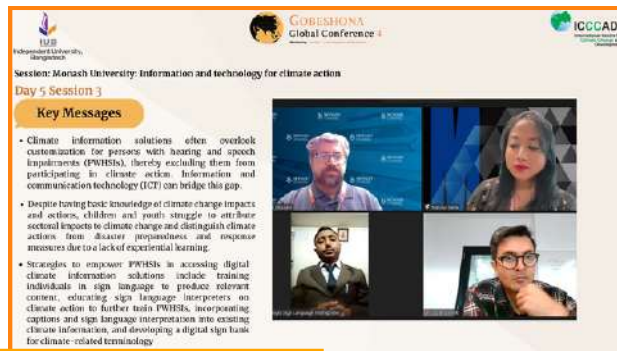 IUB
Independent University,
Bangladesh
GOBESHONA
Global Conference 4
ICCCAD
Session: Monash University: Information and technology for climate action
Day 5 Session 3
Key Messages
• Climate information solutions often overlook
customization for persons with hearing and speech
impairments (PWHSIs), thereby excluding them from
participating in climate action. Information and
communication technology (ICT) can bridge this gap.
• Despite having basic knowledge of climate change impacts
and actions, children and youth struggle to attribute
sectoral impacts to climate change and distinguish climate
actions from disaster preparedness and response
measures due to a lack of experiential learning.
• Strategies to empower PWHSIs in accessing digital
climate information solutions include training
individuals in sign language to produce relevant
content, educating sign language interpreters on
climate action to further train PWHSIs, incorporating
captions and sign language interpretation into existing
climate information, and developing a digital sign bank
for climate-related terminology